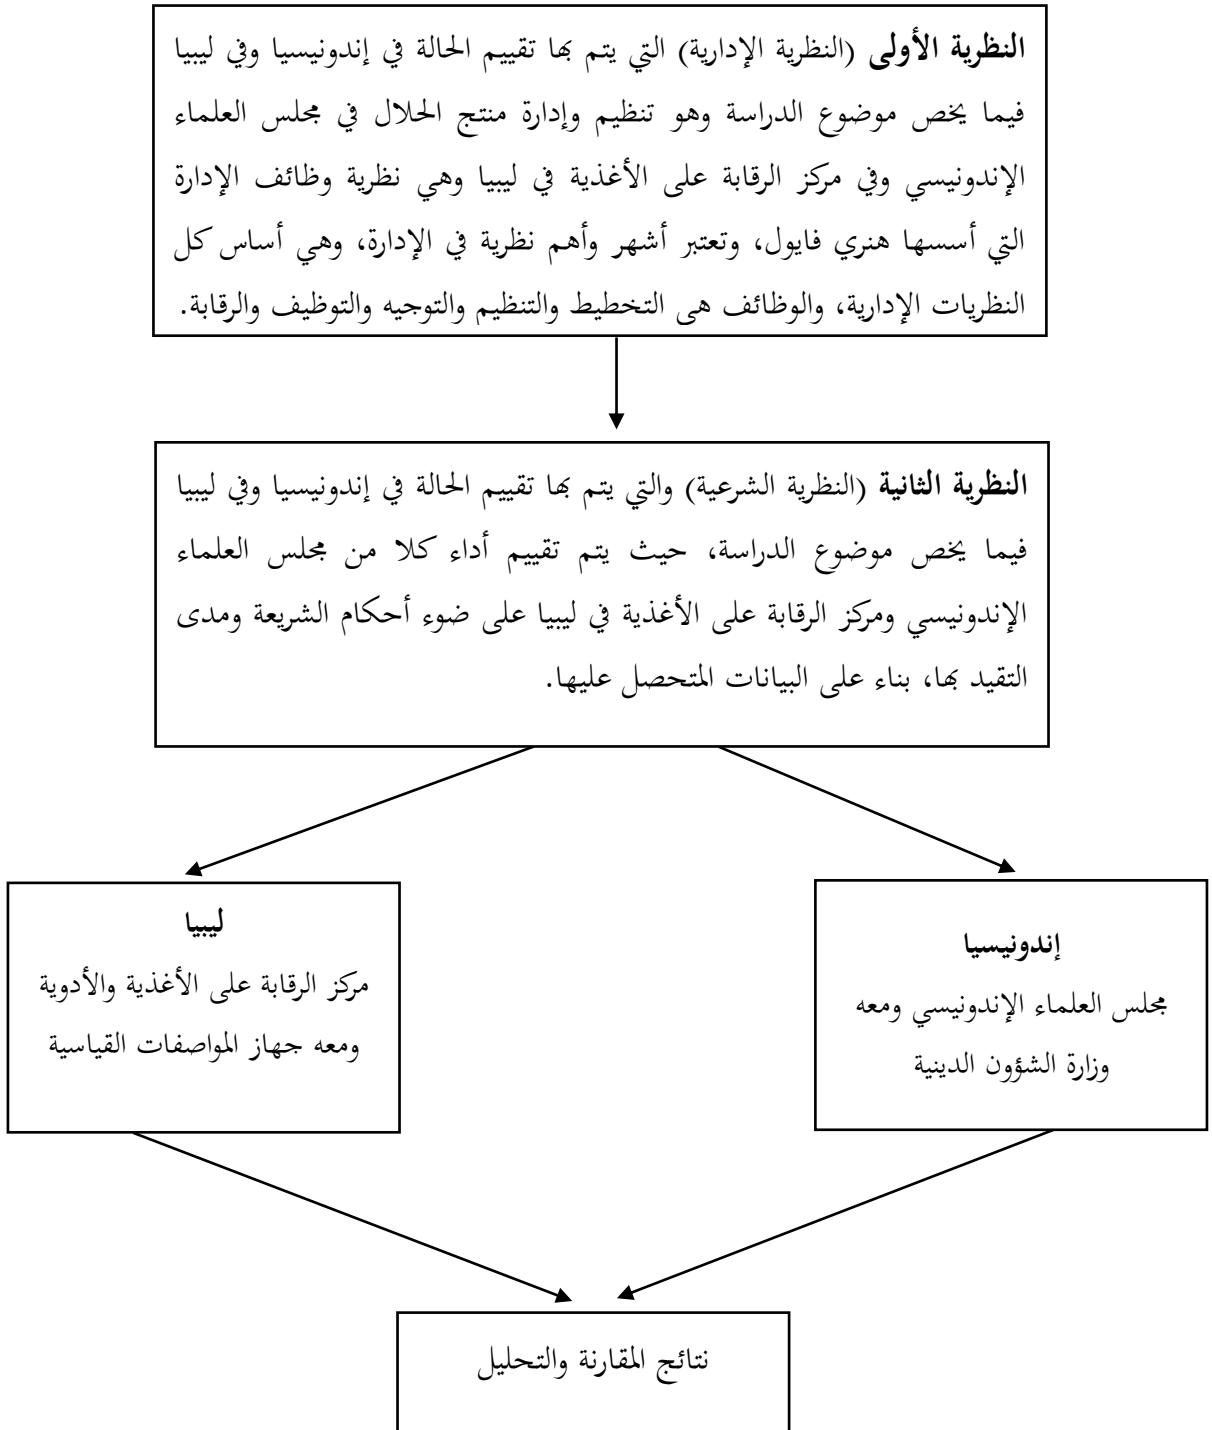 النظرية الأولى (النظرية الإدارية) التي يتم بها تقييم الحالة في إندونيسيا وفي ليبيا
فيما يخص موضوع الدراسة وهو تنظيم وإدارة منتج الحلال في مجلس العلماء
الإندونيسي وفي مركز الرقابة على الأغذية في ليبيا وهي نظرية وظائف الإدارة
التي أسسها هنري فايول، وتعتبر أشهر وأهم نظرية في الإدارة، وهي أساس كل
النظريات الإدارية، والوظائف هى التخطيط والتنظيم والتوجيه والتوظيف والرقابة.
النظرية الثانية (النظرية الشرعية) والتي يتم بها تقييم الحالة في إندونيسيا وفي ليبيا
فيما يخص موضوع الدراسة، حيث يتم تقييم أداء كلا من مجلس العلماء
الإندونيسي ومركز الرقابة على الأغذية في ليبيا على ضوء أحكام الشريعة ومدى
التقيد بها، بناء على البيانات المتحصل عليها.
إندونيسيا
مجلس العلماء الإندونيسي ومعه
وزارة الشؤون الدينية
ليبيا
مركز الرقابة على الأغذية والأدوية
ومعه جهاز المواصفات القياسية
نتائج المقارنة والتحليل